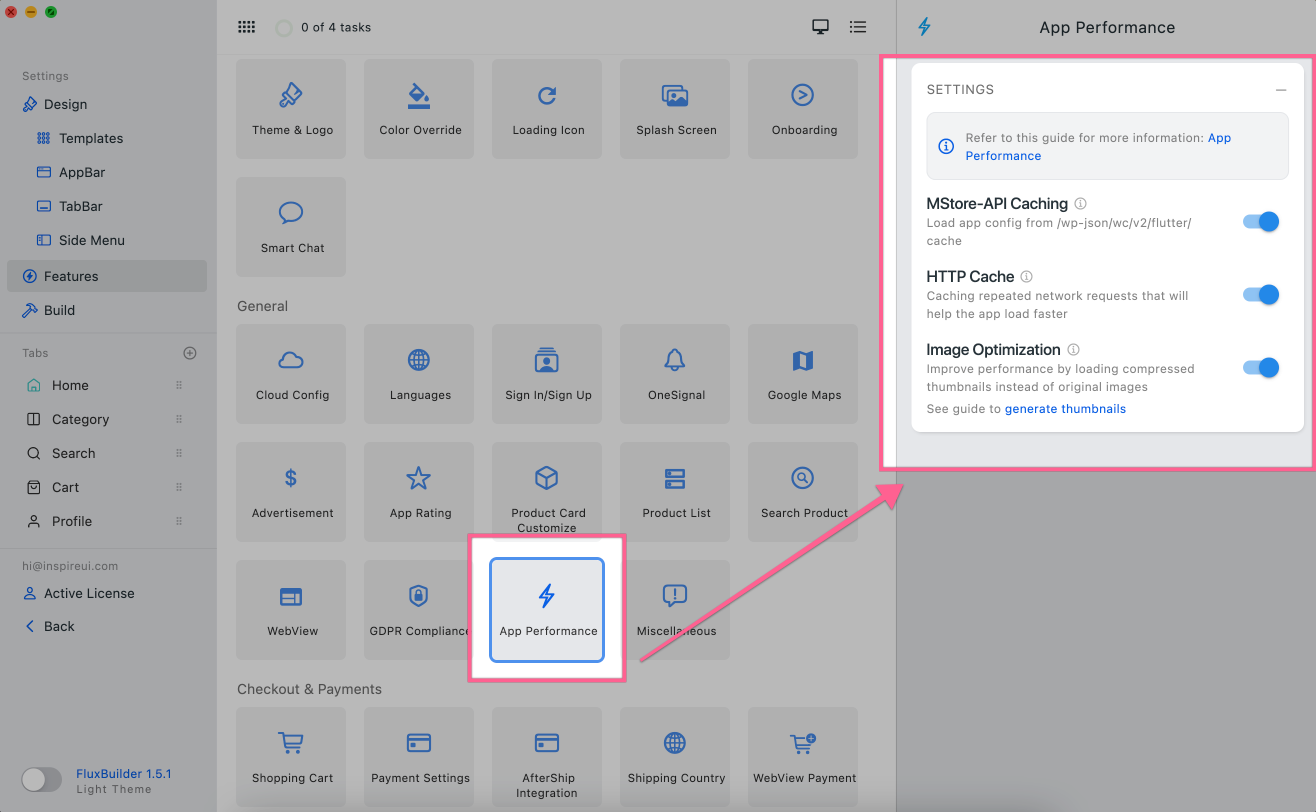 Settings
Design
Templates
AppBar
TabBar
Side Menu
Features
Build
Tabs
Home
Category
Search
Cart
Profile
hi@inspireui.com
Active License
Back
FluxBuilder 1.5.1
Light Theme
0 of 4 tasks
Theme & Logo
Color Override
Loading Icon
Splash Screen
Onboarding
Smart Chat
General
Cloud Config
Languages
Sign In/Sign Up
OneSignal
Google Maps
Advertisement
App Rating
Product Card
Customize
Product List
Search Product
WebView
GDPR Compliance
App Performance
Miscellaneous
Checkout & Payments
Shopping Cart
Payment Settings
AfterShip
Integration
Shipping Country
WebView Payment
App Performance
SETTINGS
Refer to this guide for more information: App
Performance
MStore-API Caching
Load app config from /wp-json/wc/v2/flutter/
cache
HTTP Cache
Caching repeated network requests that will
help the app load faster
Image Optimization
Improve performance by loading compressed
thumbnails instead of original images
See guide to generate thumbnails